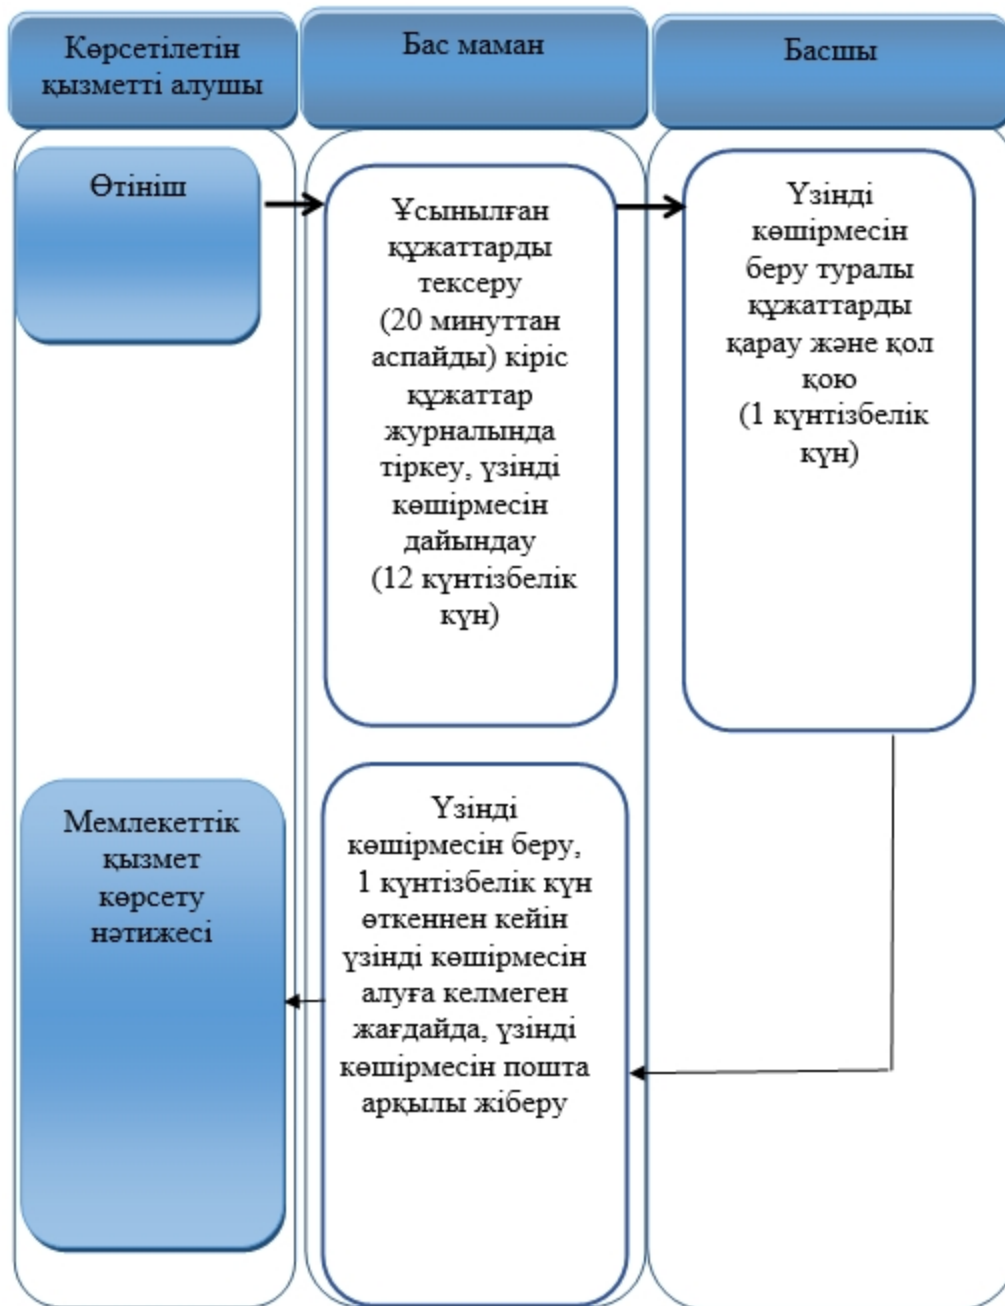 Көрсетілетін
қызметті алушы
Бас маман
Басшы
Өтініш
Ұсынылған
құжаттарды
тексеру
(20 минуттан
аспайды) кіріс
құжаттар
журналында
тіркеу, үзінді
көшірмесін
дайындау
(12 күнтізбелік
күн)
Үзінді
көшірмесін
беру туралы
құжаттарды
қарау және қол
қою
(1 күнтізбелік
күн)
Үзінді
көшірмесін беру,
1 күнтізбелік күн
өткеннен кейін
үзінді көшірмесін
алуға келмеген
жағдайда, үзінді
көшірмесін пошта
арқылы жіберу
Мемлекеттік
қызмет
көрсету
нәтижесі